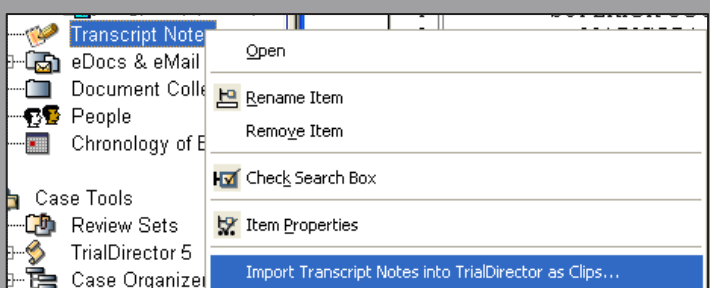 Transcript Note
Open
eDocs & eMail
Document Colle
Rename Item
People
Remove Item
Chronology of E
Check Search Box
Case Tools
Review Sets
Item Properties
TrialDirector 5
Import Transcript Notes into TrialDirector as Clips...
Case Organizer